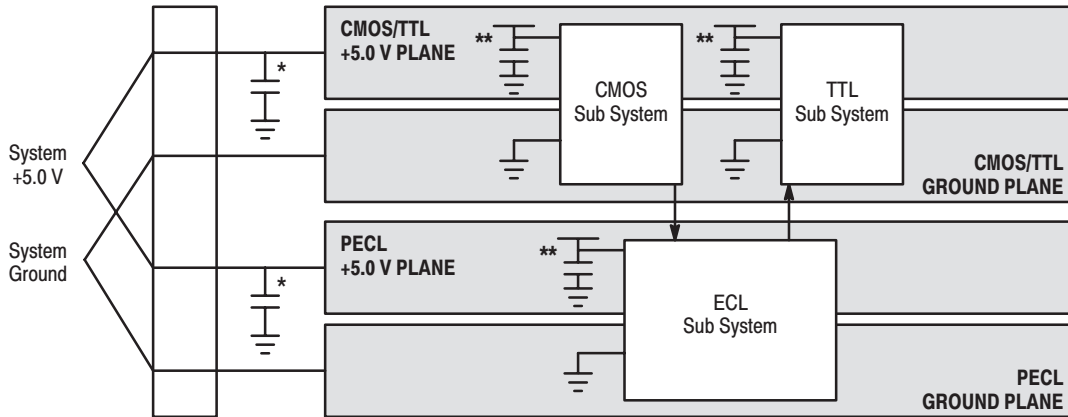 CMOS/TTL
+5.0 V PLANE
*
**
CMOS
Sub System
**
TTL
Sub System
System
+5.0 V
CMOS/TTL
GROUND PLANE
System
Ground
PECL
+5.0 V PLANE
*
**
ECL
Sub System
PECL
GROUND PLANE